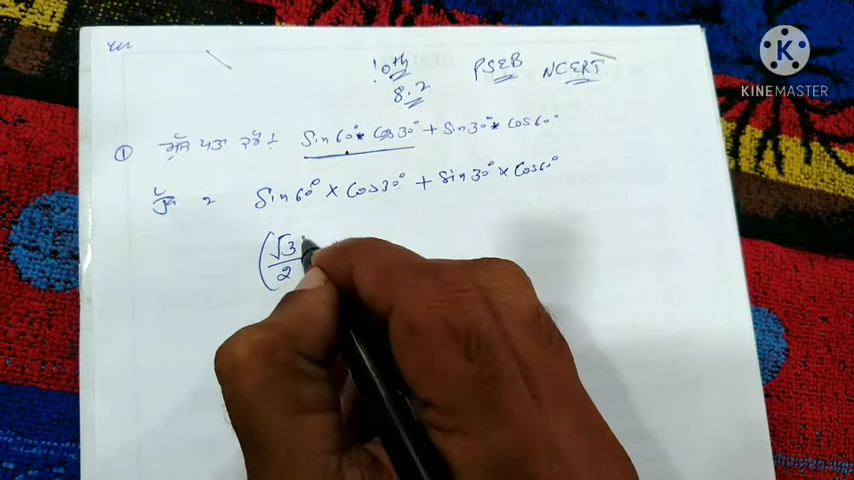 10th PSEB NCERT
8.2
KINEMASTER
① ਮੁੱਲ ਪਤਾ ਕਰੋ : Sin 60° × Cos 30° + Sin 30° × Cos 60°
= Sin 60° × Cos 30° + Sin 30° × Cos 60°
(√3/2